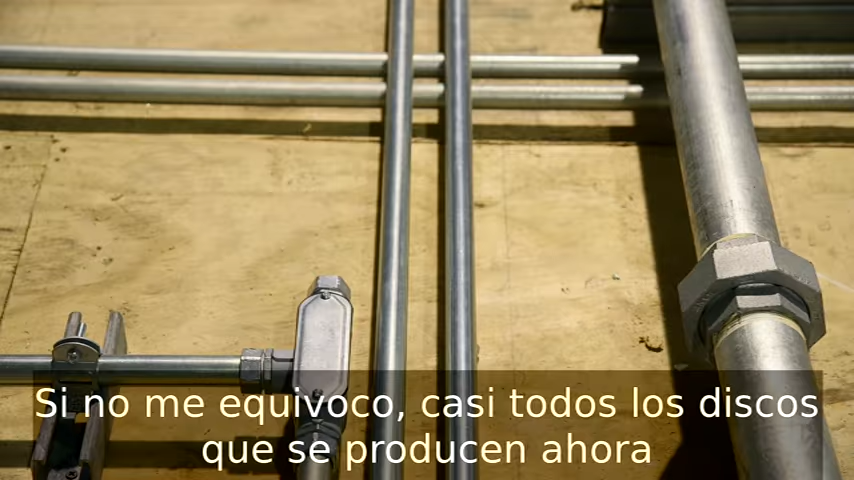 Si no me equivoco, casi todos los discos
que se producen ahora